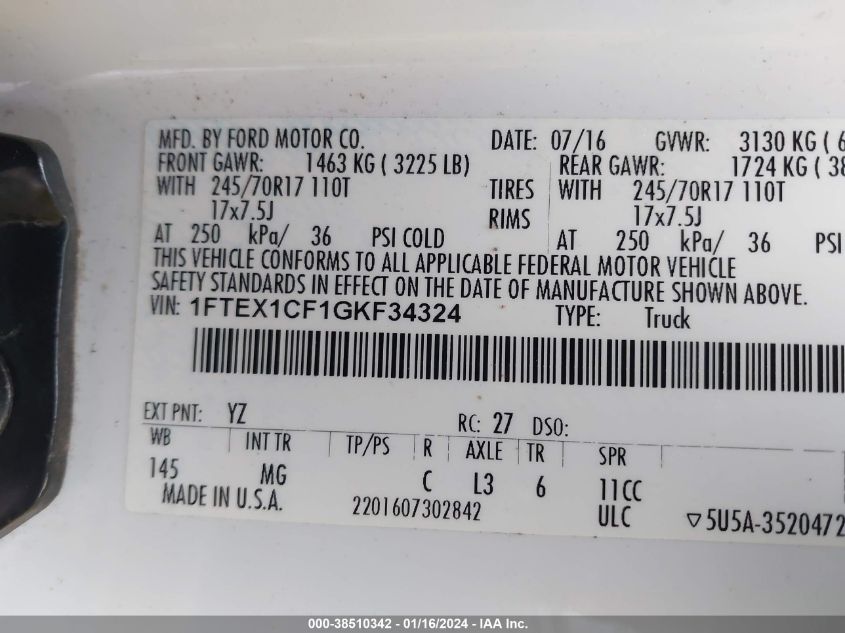 MFD. BY FORD MOTOR CO. DATE: 07/16 GVWR: 3130 KG ( 6
FRONT GAWR: 1463 KG ( 3225 LB) REAR GAWR: 1724 KG ( 38
WITH 245/70R17 110T TIRES WITH 245/70R17 110T
17x7.5J RIMS 17x7.5J
AT 250 kPa/ 36 PSI COLD AT 250 kPa/ 36 PSI
THIS VEHICLE CONFORMS TO ALL APPLICABLE FEDERAL MOTOR VEHICLE
SAFETY STANDARDS IN EFFECT ON THE DATE OF MANUFACTURE SHOWN ABOVE.
VIN: 1FTEX1CF1GKF34324 TYPE: Truck
EXT PNT: YZ RC: 27 DSO:
WB INT TR TP/PS R AXLE TR SPR
145 MG C L3 6 11CC
MADE IN U.S.A. 2201607302842 ULC ▽5U5A-3520472
000-38510342 - 01/16/2024 - IAA Inc.